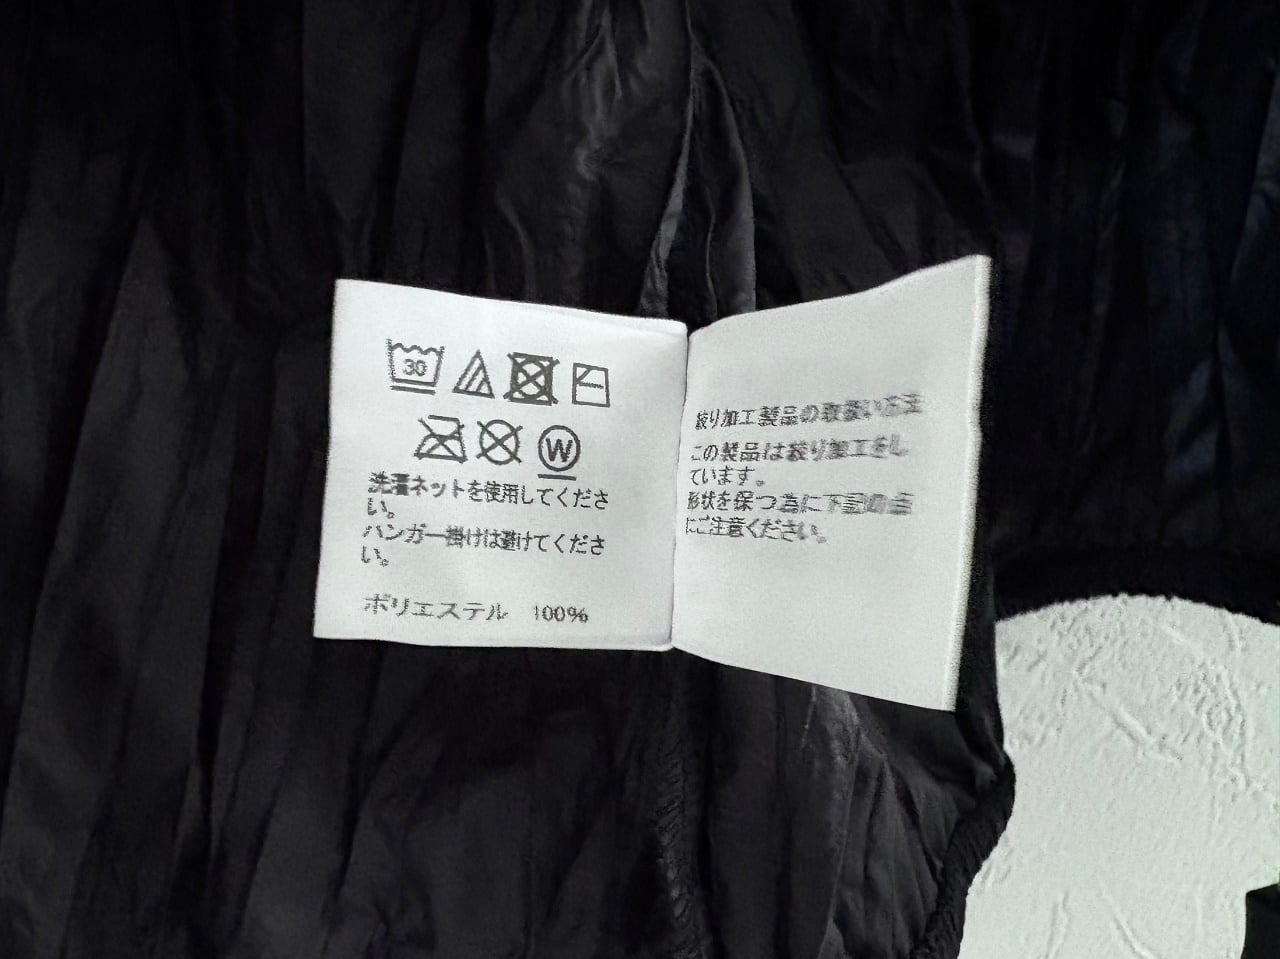 30
W
洗濯ネットを使用してくださ
い。
ハンガー掛けは避けてくださ
い。
ポリエステル 100%
絞り加工製品の取扱い方法
この製品は絞り加工をし
ています。
形状を保つ為に下記の点
にご注意ください。